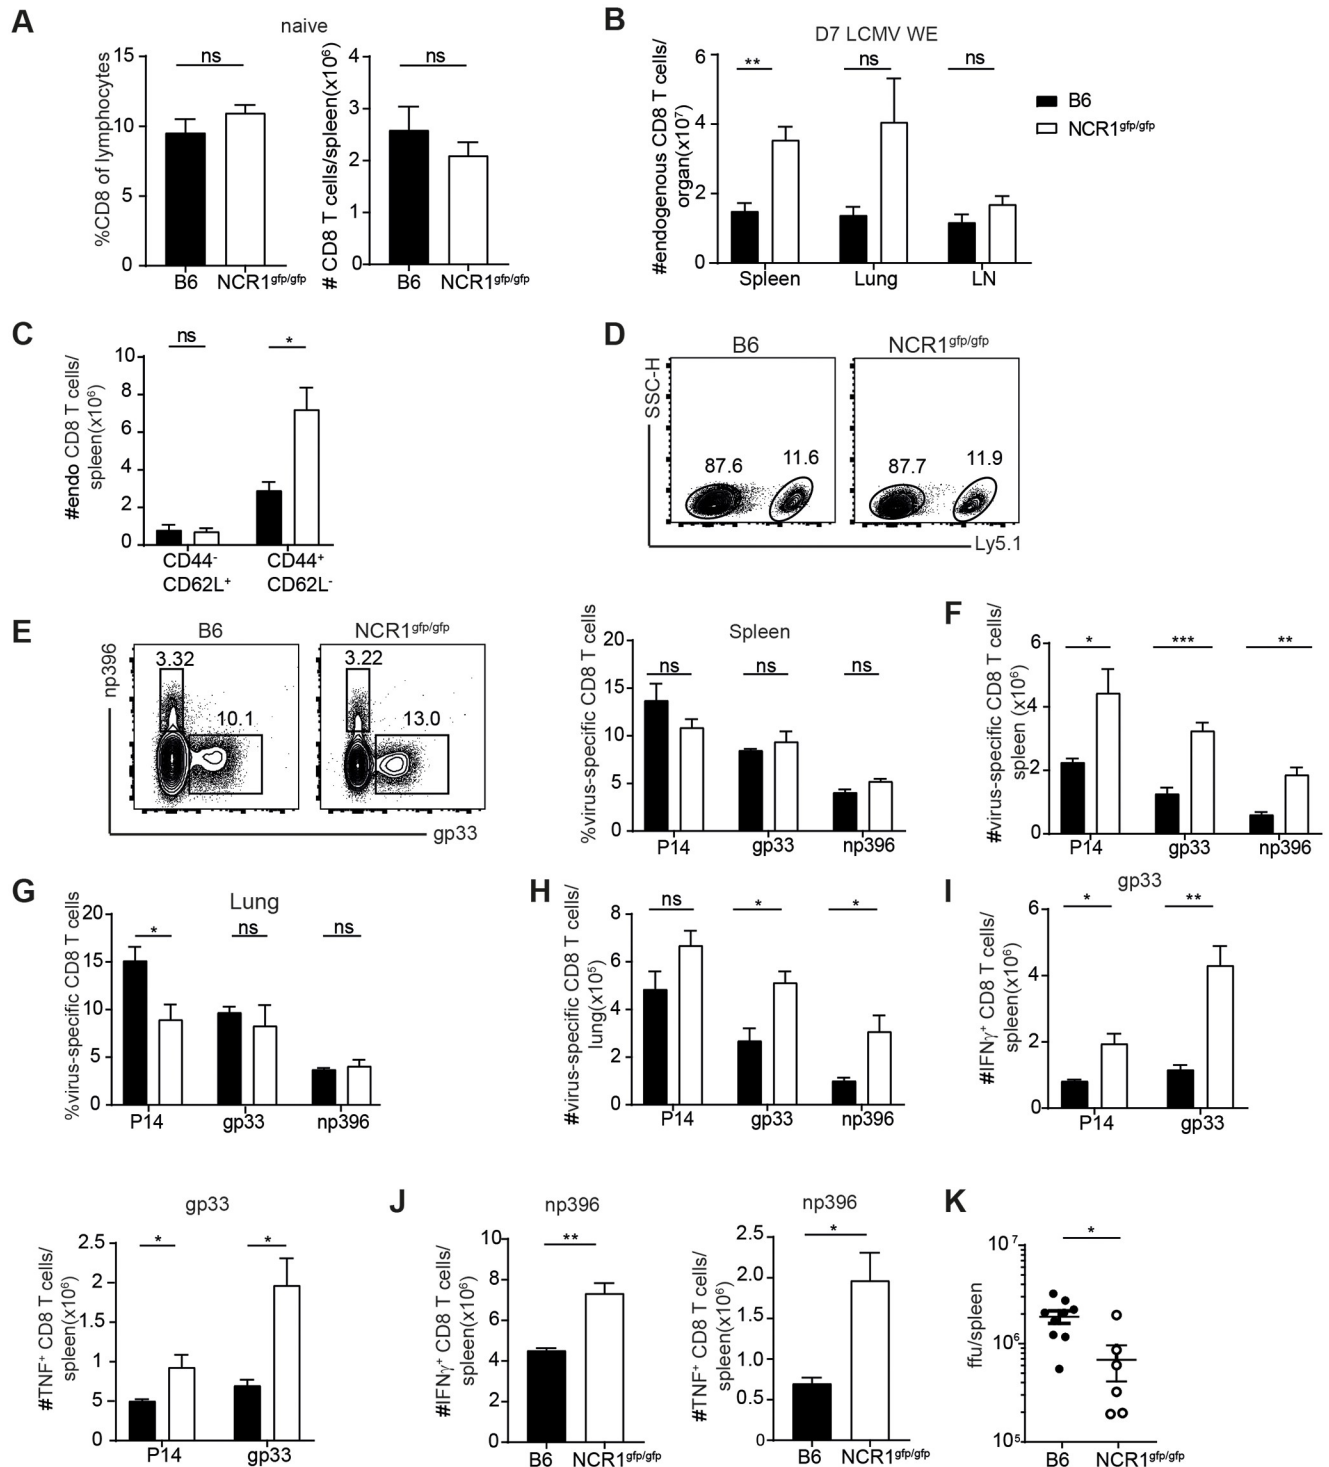 A
naive
%CD8 of lymphocytes
15
10
5
0
ns
B6
NCR1gfp/gfp
# CD8 T cells/spleen(x10⁶)
4
3
2
1
0
ns
B6
NCR1gfp/gfp
B
D7 LCMV WE
#endogenous CD8 T cells/
organ(x10⁷)
6
4
2
0
**
ns
ns
Spleen
Lung
LN
B6
NCR1gfp/gfp
C
#endo CD8 T cells/
spleen(x10⁶)
10
8
6
4
2
0
ns
*
CD44⁻
CD62L⁺
CD44⁺
CD62L⁻
D
B6
NCR1gfp/gfp
SSC-H
87.6
11.6
87.7
11.9
Ly5.1
E
B6
NCR1gfp/gfp
np396
3.32
10.1
3.22
13.0
gp33
Spleen
%virus-specific CD8 T cells
20
15
10
5
0
ns
ns
ns
P14
gp33
np396
F
#virus-specific CD8 T cells/
spleen (x10⁶)
6
4
2
0
*
***
**
P14
gp33
np396
G
Lung
%virus-specific CD8 T cells
20
15
10
5
0
*
ns
ns
P14
gp33
np396
H
#virus-specific CD8 T cells/
lung(x10⁵)
8
6
4
2
0
ns
*
*
P14
gp33
np396
I
gp33
#IFNγ⁺ CD8 T cells/
spleen(x10⁶)
6
4
2
0
*
**
P14
gp33
gp33
#TNF⁺ CD8 T cells/
spleen(x10⁶)
2.5
2
1.5
1
5
0
*
*
P14
gp33
J
np396
#IFNγ⁺ CD8 T cells/
spleen(x10⁶)
10
8
6
4
2
0
**
B6
NCR1gfp/gfp
np396
#TNF⁺ CD8 T cells/
spleen(x10⁶)
2.5
2.0
1.5
1.0
0.5
0
*
B6
NCR1gfp/gfp
K
ffu/spleen
10⁷
10⁶
10⁵
*
B6
NCR1gfp/gfp